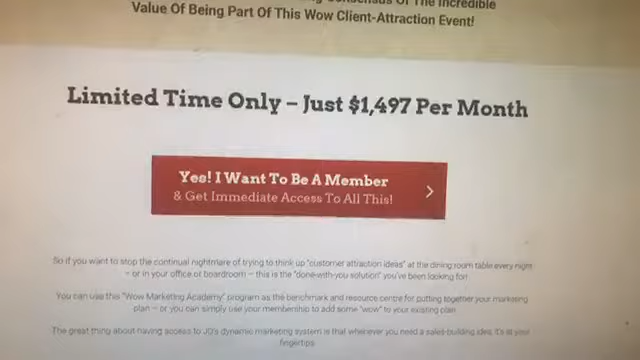 Of The Incredible
Value Of Being Part Of This Wow Client-Attraction Event!
Limited Time Only – Just $1,497 Per Month
Yes! I Want To Be A Member
& Get Immediate Access To All This!
So if you want to stop the continual nightmare of trying to think up "customer attraction ideas" at the dining room table every night
– or in your office or boardroom – this is the "done-with-you solution" you've been looking for!
You can use this "Wow Marketing Academy" program as the benchmark and resource centre for putting together your marketing
plan – or you can simply use your membership to add some "wow" to your existing plan.
The great thing about having access to JD's dynamic marketing system is that whenever you need a sales-building idea, it's at your
fingertips.